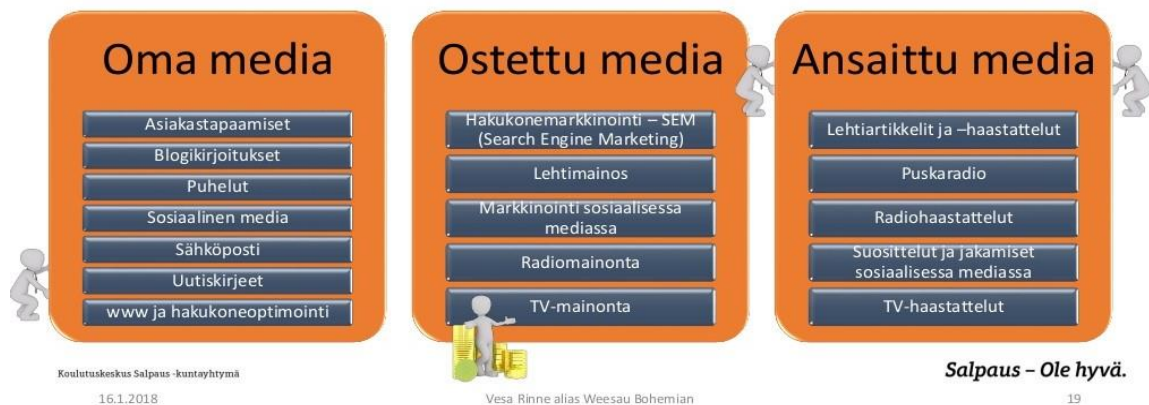 Oma media
Asiakastapaamiset
Blogikirjoitukset
Puhelut
Sosiaalinen media
Sähköposti
Uutiskirjeet
www ja hakukoneoptimointi
Ostettu media
Hakukonemarkkinointi – SEM
(Search Engine Marketing)
Lehtimainos
Markkinointi sosiaalisessa
mediassa
Radiomainonta
TV-mainonta
Ansaittu media
Lehtiartikkelit ja –haastattelut
Puskaradio
Radiohaastattelut
Suosittelut ja jakamiset
sosiaalisessa mediassa
TV-haastattelut
Koulutuskeskus Salpaus -kuntayhtymä
Salpaus – Ole hyvä.
16.1.2018
Vesa Rinne alias Weesau Bohemian
19